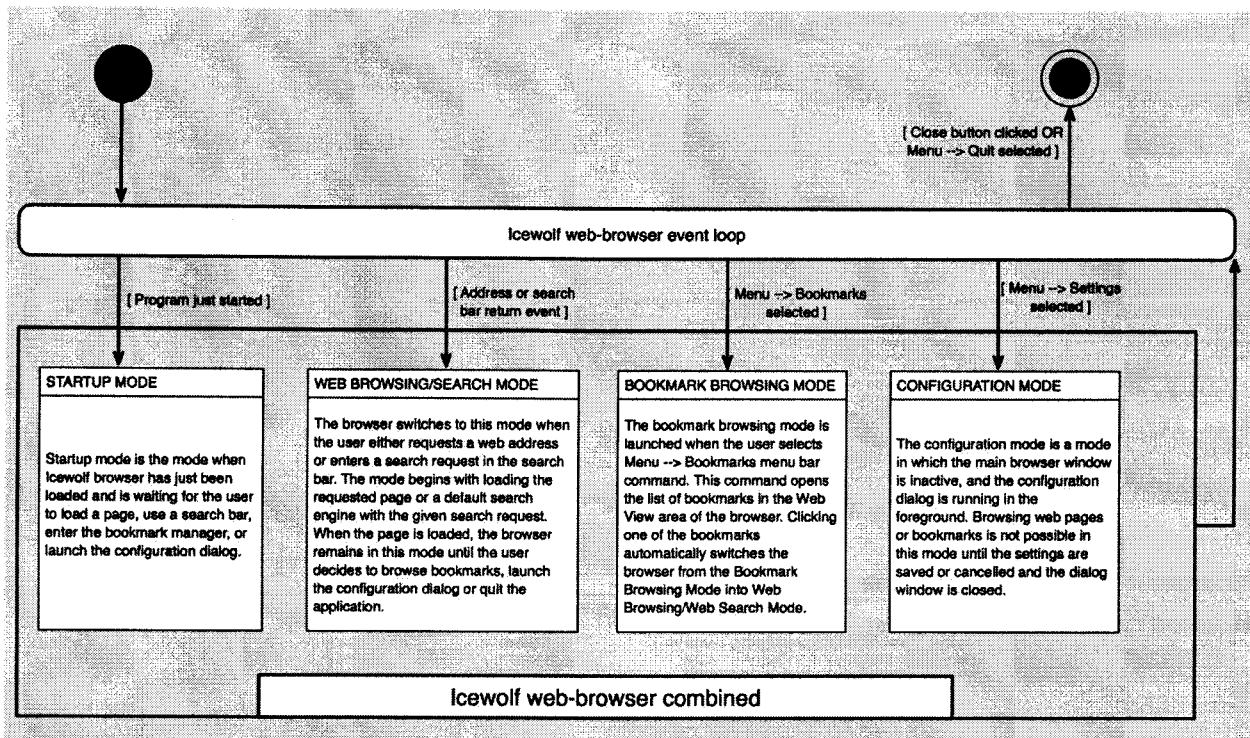 [ Close button clicked OR
Menu --> Quit selected ]
Icewolf web-browser event loop
[ Program just started ]
[ Address or search
bar return event ]
[ Menu --> Bookmarks
selected ]
[ Menu --> Settings
selected ]
STARTUP MODE
Startup mode is the mode when
Icewolf browser has just been
loaded and is waiting for the user
to load a page, use a search bar,
enter the bookmark manager, or
launch the configuration dialog.
WEB BROWSING/SEARCH MODE
The browser switches to this mode when
the user either requests a web address
or enters a search request in the search
bar. The mode begins with loading the
requested page or a default search
engine with the given search request.
When the page is loaded, the browser
remains in this mode until the user
decides to browse bookmarks, launch
the configuration dialog or quit the
application.
BOOKMARK BROWSING MODE
The bookmark browsing mode is
launched when the user selects
Menu --> Bookmarks menu bar
command. This command opens
the list of bookmarks in the Web
View area of the browser. Clicking
one of the bookmarks
automatically switches the
browser from the Bookmark
Browsing Mode into Web
Browsing/Web Search Mode.
CONFIGURATION MODE
The configuration mode is a mode
in which the main browser window
is inactive, and the configuration
dialog is running in the
foreground. Browsing web pages
or bookmarks is not possible in
this mode until the settings are
saved or cancelled and the dialog
window is closed.
Icewolf web-browser combined